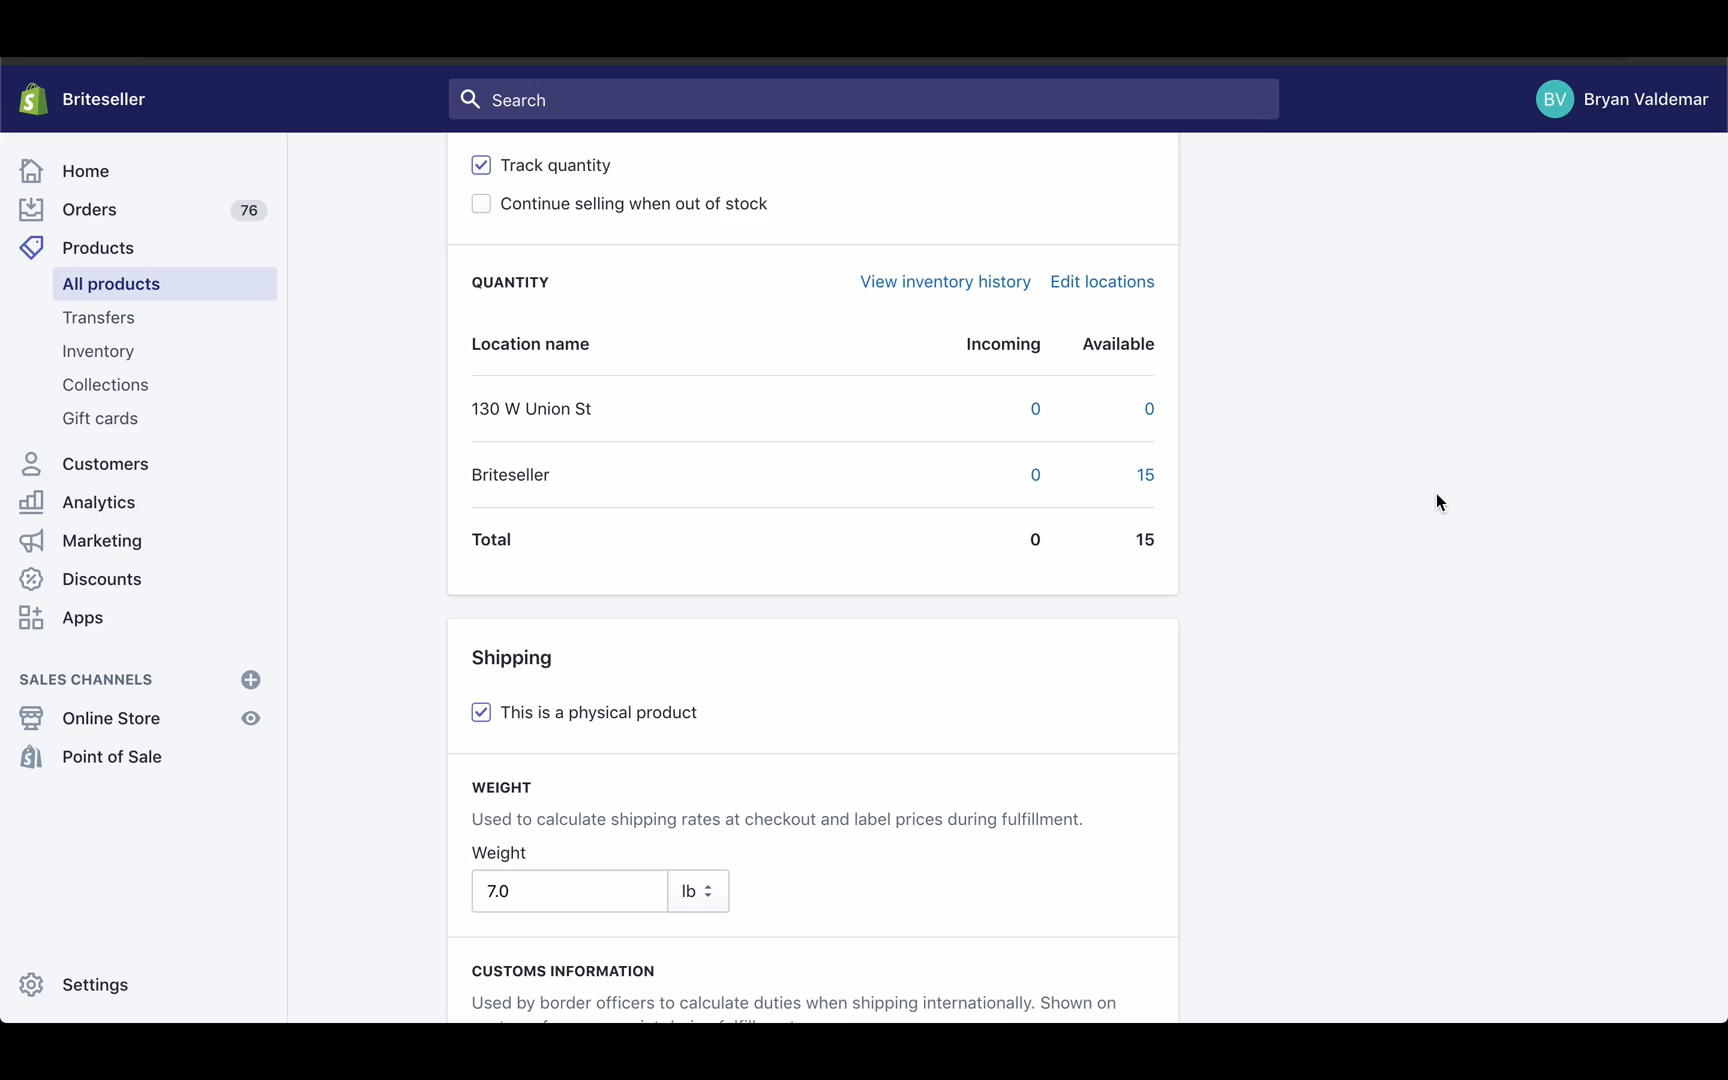 Briteseller
Search
BV Bryan Valdemar
Home
Orders 76
Products
All products
Transfers
Inventory
Collections
Gift cards
Customers
Analytics
Marketing
Discounts
Apps
SALES CHANNELS
Online Store
Point of Sale
Settings
Track quantity
Continue selling when out of stock
QUANTITY View inventory history Edit locations
Location name Incoming Available
130 W Union St 0 0
Briteseller 0 15
Total 0 15
Shipping
This is a physical product
WEIGHT
Used to calculate shipping rates at checkout and label prices during fulfillment.
Weight
7.0 lb
CUSTOMS INFORMATION
Used by border officers to calculate duties when shipping internationally. Shown on